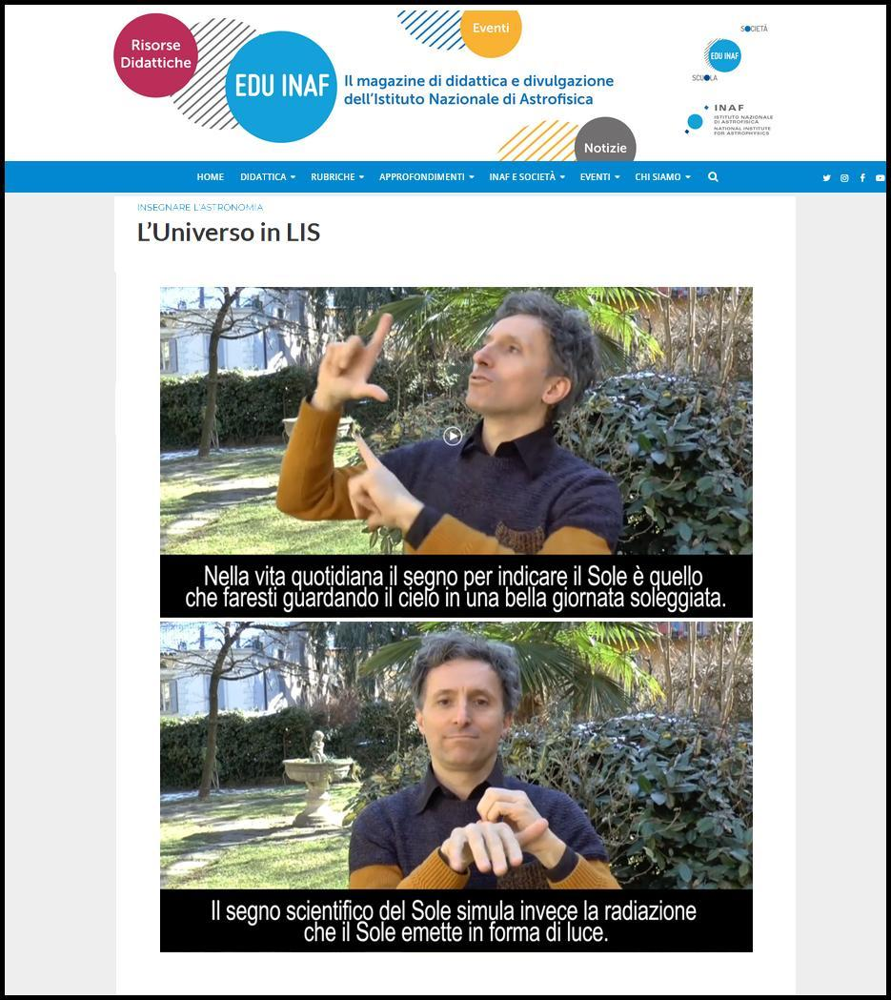 Risorse
Didattiche
EDU INAF
Il magazine di didattica e divulgazione
dell'Istituto Nazionale di Astrofisica
Eventi
Notizie
SOCIETÀ
EDU INAF
SCUOLA
INAF
ISTITUTO NAZIONALE
DI ASTROFISICA
NATIONAL INSTITUTE
FOR ASTROPHYSICS
HOME DIDATTICA RUBRICHE APPROFONDIMENTI INAF E SOCIETÀ EVENTI CHI SIAMO
INSEGNARE L'ASTRONOMIA
L'Universo in LIS
Nella vita quotidiana il segno per indicare il Sole è quello
che faresti guardando il cielo in una bella giornata soleggiata.
Il segno scientifico del Sole simula invece la radiazione
che il Sole emette in forma di luce.